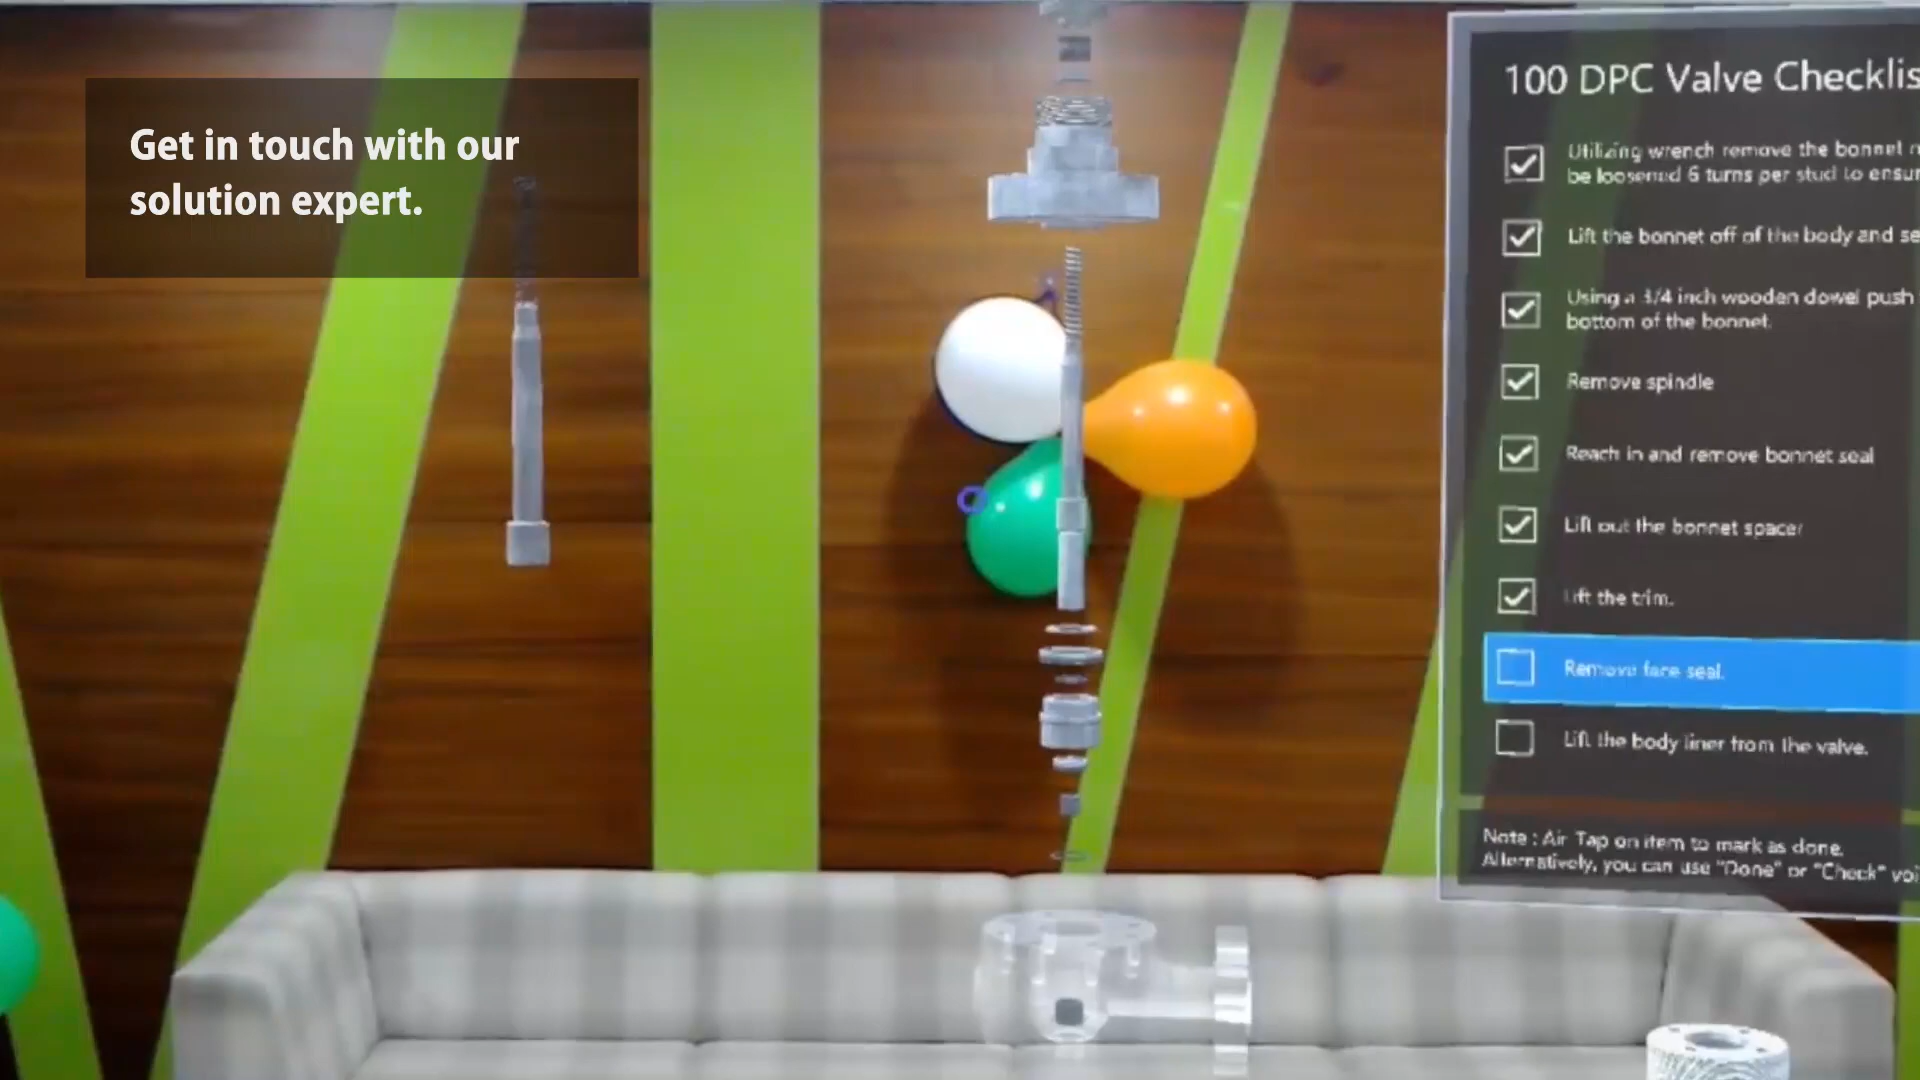 Get in touch with our
solution expert.
100 DPC Valve Checklis
Utilizing wrench remove the bonnet
be loosened 6 turns per stud to ensur
Lift the bonnet off of the body and se
Using a 3/4 inch wooden dowel push
bottom of the bonnet.
Remove spindle
Reach in and remove bonnet seal
Lift out the bonnet spacer
Lift the trim.
Remove face seal.
Lift the body liner from the valve.
Note : Air Tap on item to mark as done.
Alternatively, you can use "Done" or "Check" voi